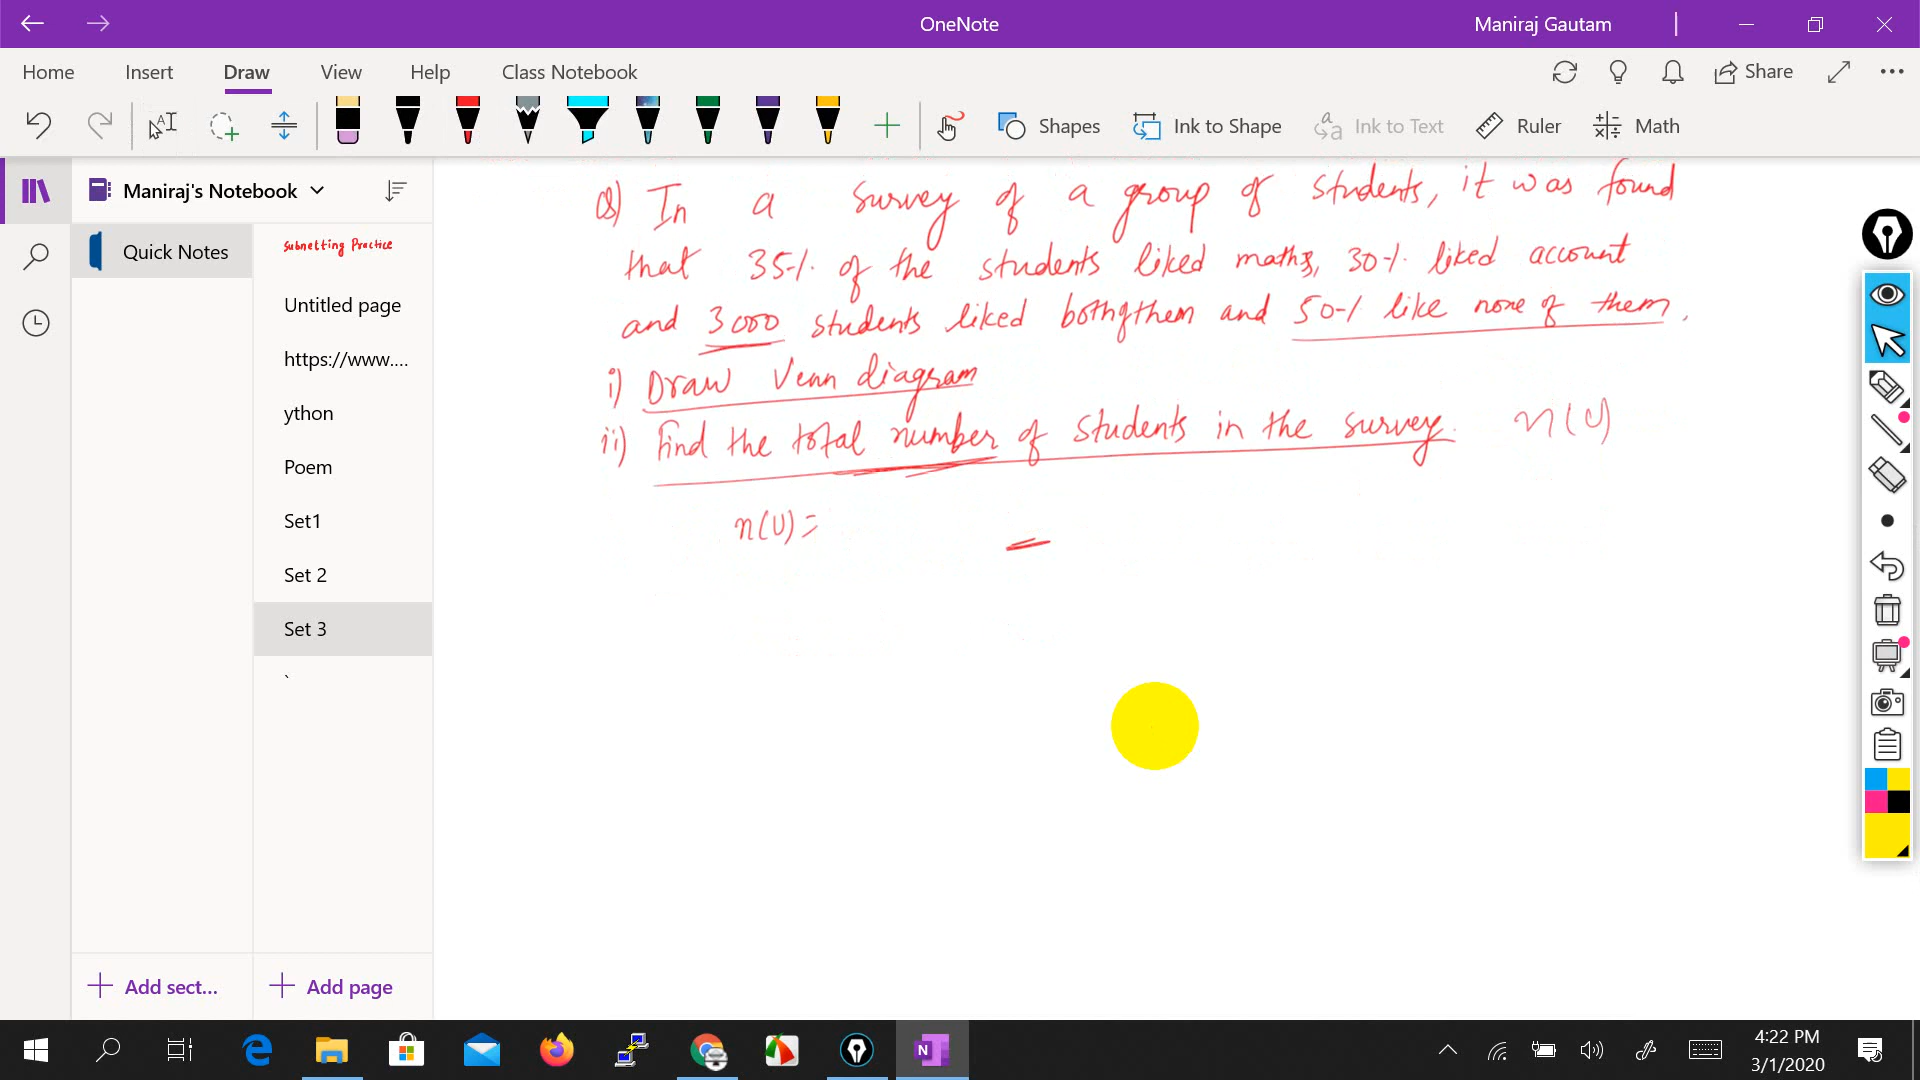 OneNote
Maniraj Gautam
Home Insert Draw View Help Class Notebook
Share
Shapes Ink to Shape Ink to Text Ruler Math
Maniraj's Notebook
Quick Notes
Subnetting Practice
Untitled page
https://www....
ython
Poem
Set1
Set 2
Set 3
`
Add sect...
Add page
Q) In a survey of a group of students, it was found
that 35% of the students liked maths, 30% liked account
and 3000 students liked both of them and 50% like none of them.
i) Draw Venn diagram
ii) Find the total number of students in the survey. n(U)
n(U) =
4:22 PM
3/1/2020